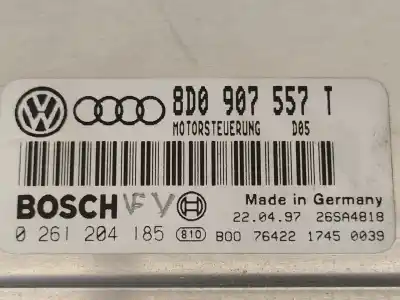 8D0 907 557 T
MOTORSTEUERUNG D05
BOSCH VFV Made in Germany
22.04.97 26SA4818
0 261 204 185 810 B00 76422 1745 0039